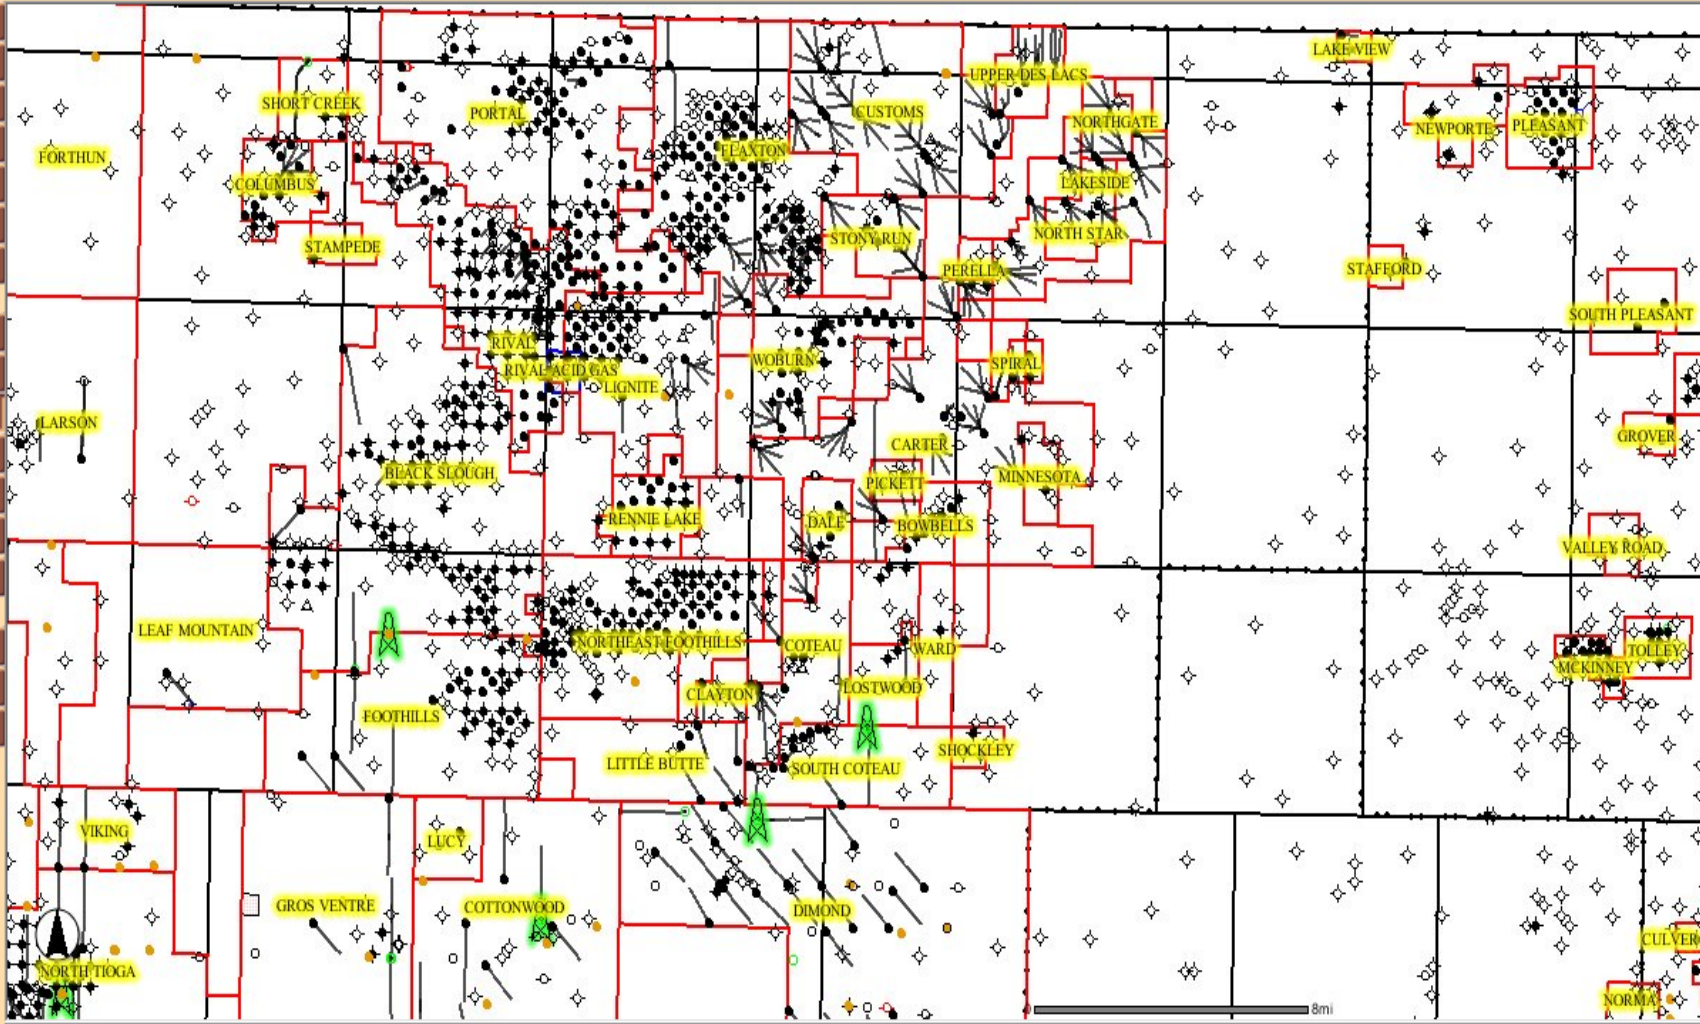 LAKE VIEW
UPPER DES LACS
SHORT CREEK
PORTAL
CUSTOMS
NORTHGATE
NEWPORTE
PLEASANT
FORTHUN
FLAXTON
COLUMBUS
LAKESIDE
STAMPEDE
STONY RUN
NORTH STAR
PERELLA
STAFFORD
SOUTH PLEASANT
RIVAL
WOBURN
SPIRAL
RIVAL ACID GAS
LIGNITE
LARSON
CARTER
GROVER
BLACK SLOUGH
PICKETT
MINNESOTA
RENNIE LAKE
DALE
BOWBELLS
VALLEY ROAD
LEAF MOUNTAIN
NORTHEAST FOOTHILLS
COTEAU
WARD
TOLLEY
MCKINNEY
CLAYTON
LOSTWOOD
FOOTHILLS
SHOCKLEY
LITTLE BUTTE
SOUTH COTEAU
VIKING
LUCY
GROS VENTRE
COTTONWOOD
DIMOND
CULVER
NORTH TIOGA
NORMA
8mi